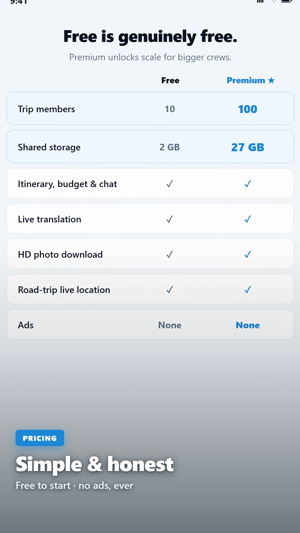 9:41
Free is genuinely free.
Premium unlocks scale for bigger crews.
Free Premium ★
Trip members 10 100
Shared storage 2 GB 27 GB
Itinerary, budget & chat ✓ ✓
Live translation ✓ ✓
HD photo download ✓ ✓
Road-trip live location ✓ ✓
Ads None None
PRICING
Simple & honest
Free to start · no ads, ever